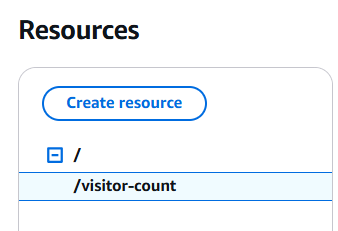 Resources
Create resource
/
/visitor-count